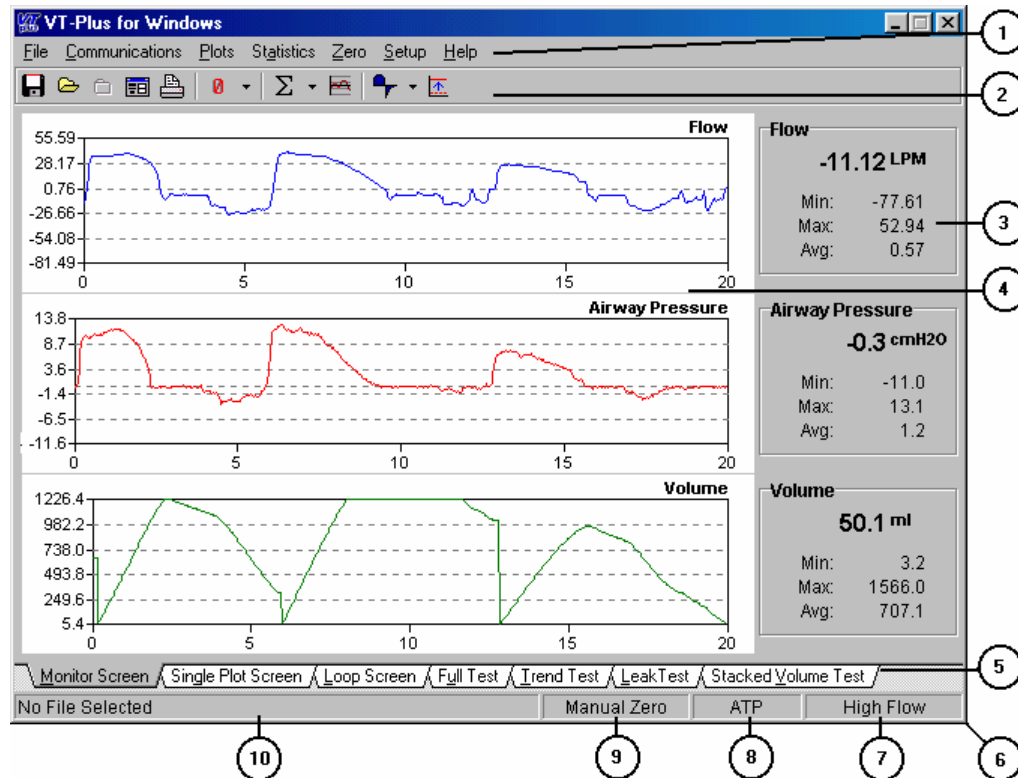 VT PLUS VT-Plus for Windows
File Communications Plots Statistics Zero Setup Help
1
0 Σ
2
Flow
55.59
28.17
0.76
-26.66
-54.08
-81.49
0 5 10 15 20
Flow
-11.12 LPM
Min: -77.61
Max: 52.94
Avg: 0.57
3
4
Airway Pressure
13.8
8.7
3.6
-1.4
-6.5
-11.6
0 5 10 15 20
Airway Pressure
-0.3 cmH2O
Min: -11.0
Max: 13.1
Avg: 1.2
Volume
1226.4
982.2
738.0
493.8
249.6
5.4
0 5 10 15 20
Volume
50.1 ml
Min: 3.2
Max: 1566.0
Avg: 707.1
Monitor Screen Single Plot Screen Loop Screen Full Test Trend Test LeakTest Stacked Volume Test
5
No File Selected Manual Zero ATP High Flow
10 9 8 7 6